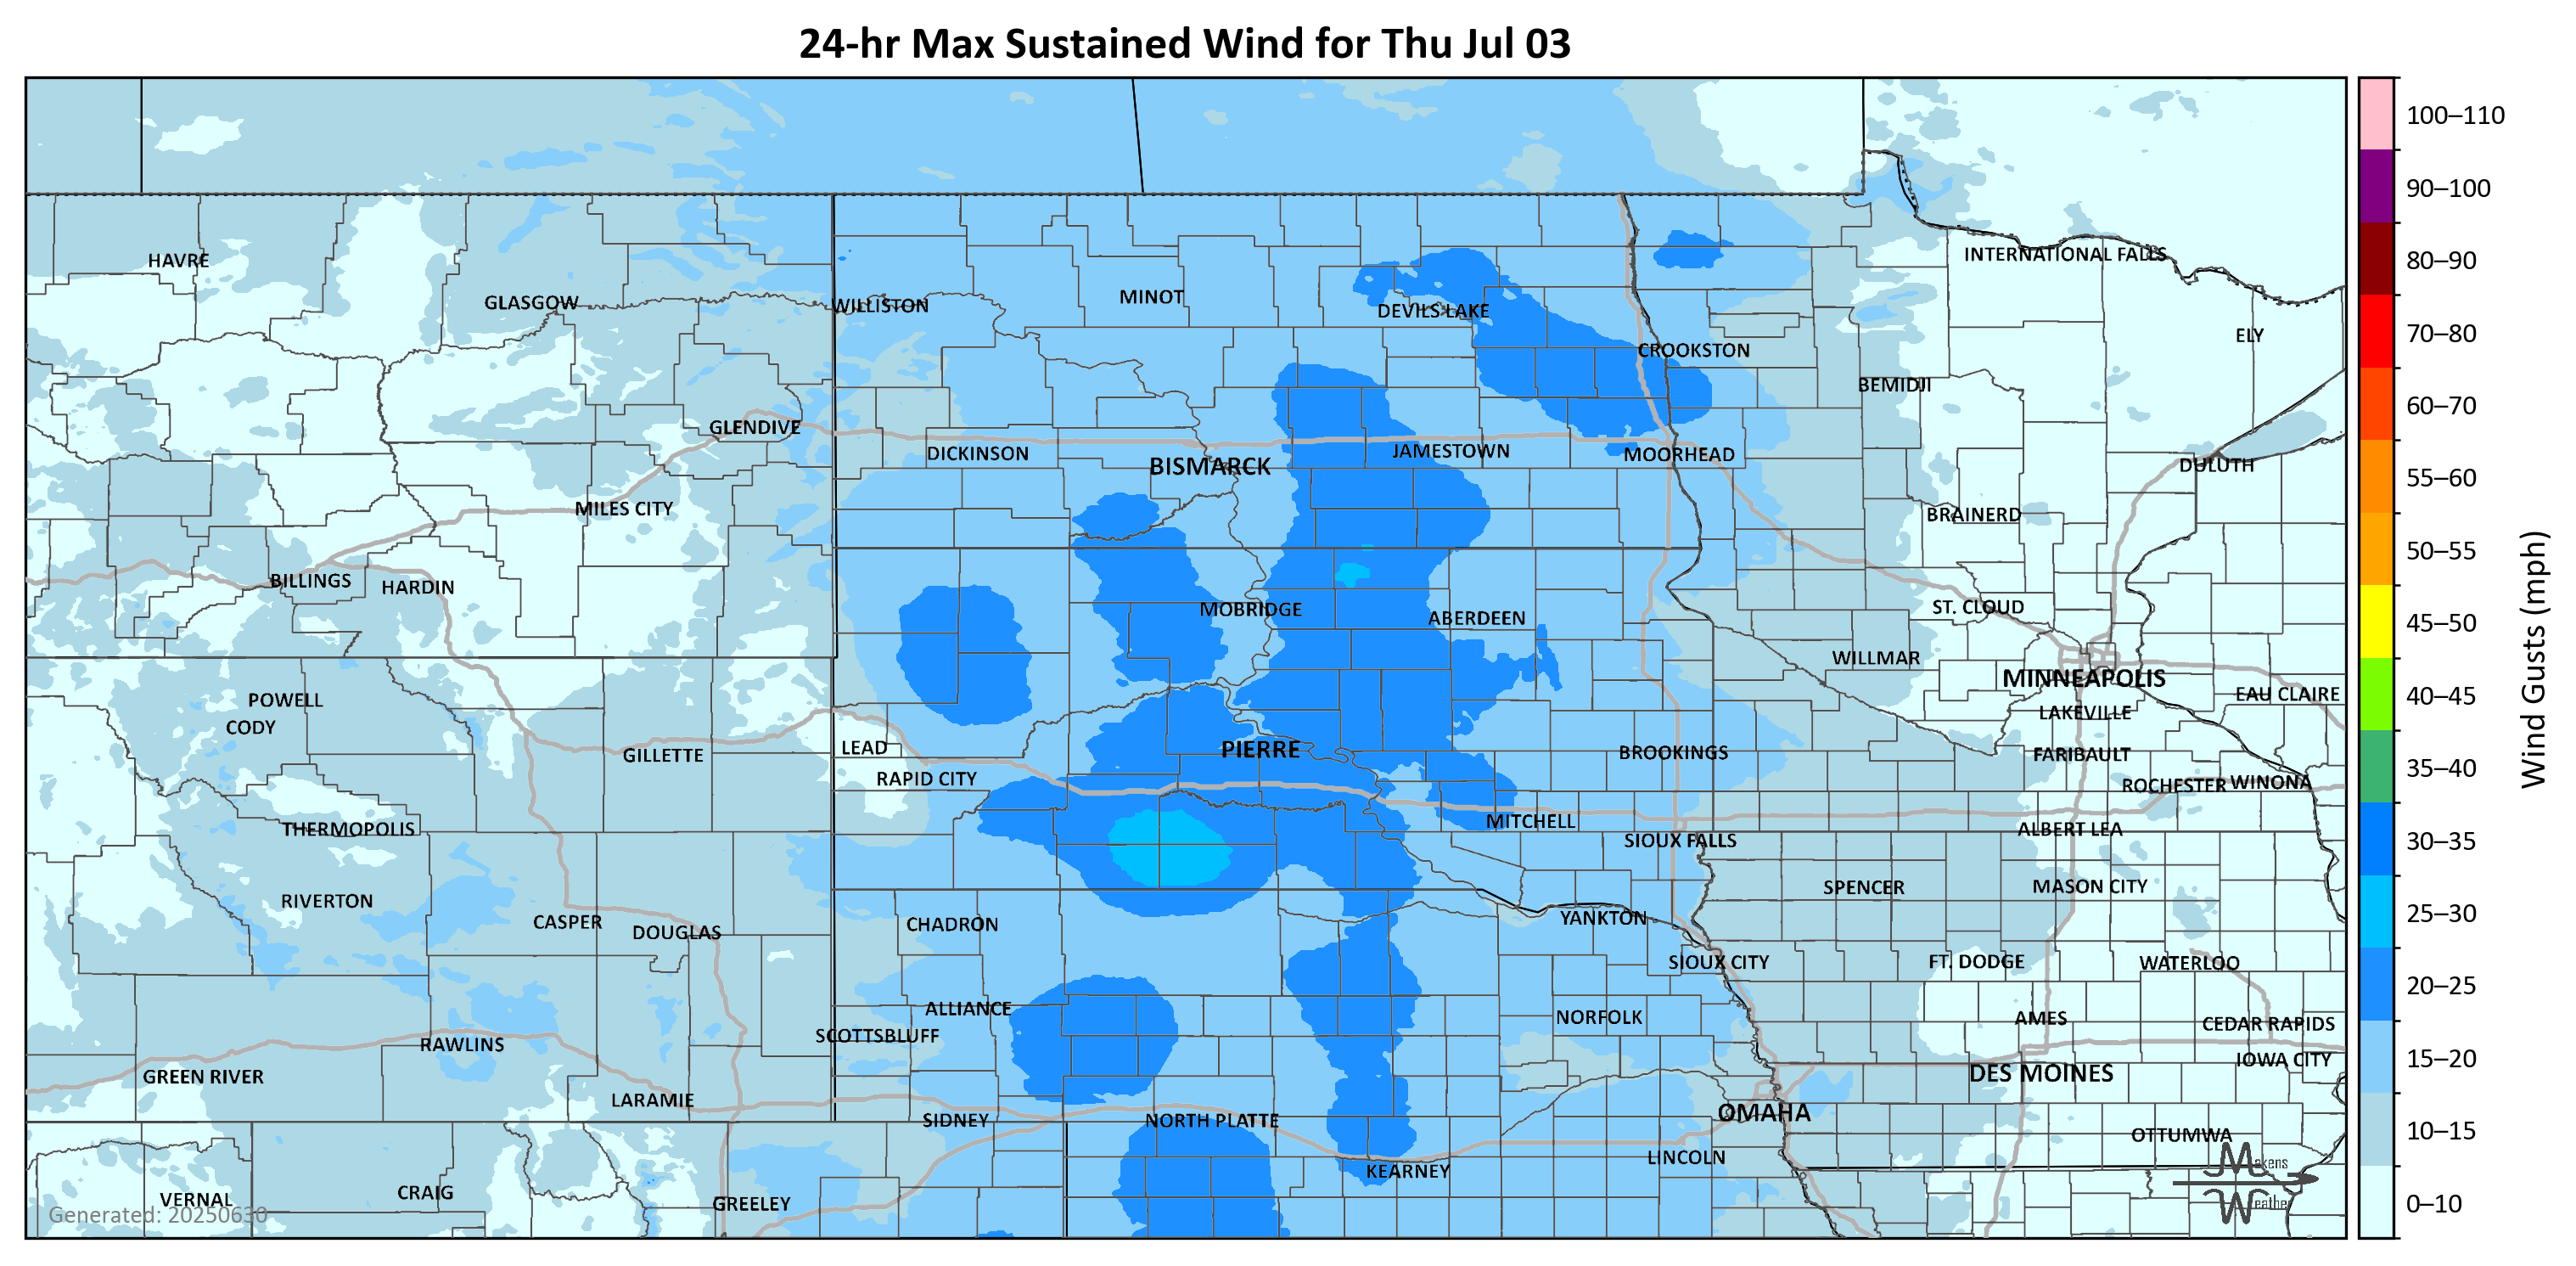 24-hr Max Sustained Wind for Thu Jul 03
100–110
90–100
80–90
70–80
60–70
55–60
50–55
45–50
40–45
35–40
30–35
25–30
20–25
15–20
10–15
0–10
Wind Gusts (mph)
HAVRE
INTERNATIONAL FALLS
GLASGOW
WILLISTON
MINOT
DEVILS LAKE
ELY
CROOKSTON
BEMIDJI
GLENDIVE
DICKINSON
BISMARCK
JAMESTOWN
MOORHEAD
DULUTH
MILES CITY
BRAINERD
BILLINGS
HARDIN
MOBRIDGE
ABERDEEN
ST. CLOUD
WILLMAR
MINNEAPOLIS
POWELL
EAU CLAIRE
CODY
LAKEVILLE
GILLETTE
LEAD
PIERRE
BROOKINGS
FARIBAULT
RAPID CITY
ROCHESTER
WINONA
THERMOPOLIS
MITCHELL
SIOUX FALLS
ALBERT LEA
RIVERTON
SPENCER
MASON CITY
CASPER
DOUGLAS
CHADRON
YANKTON
SIOUX CITY
FT. DODGE
WATERLOO
ALLIANCE
NORFOLK
AMES
CEDAR RAPIDS
SCOTTSBLUFF
RAWLINS
IOWA CITY
GREEN RIVER
DES MOINES
LARAMIE
SIDNEY
NORTH PLATTE
OMAHA
OTTUMWA
KEARNEY
LINCOLN
VERNAL
CRAIG
GREELEY
Generated: 20250630
Makens
Weather